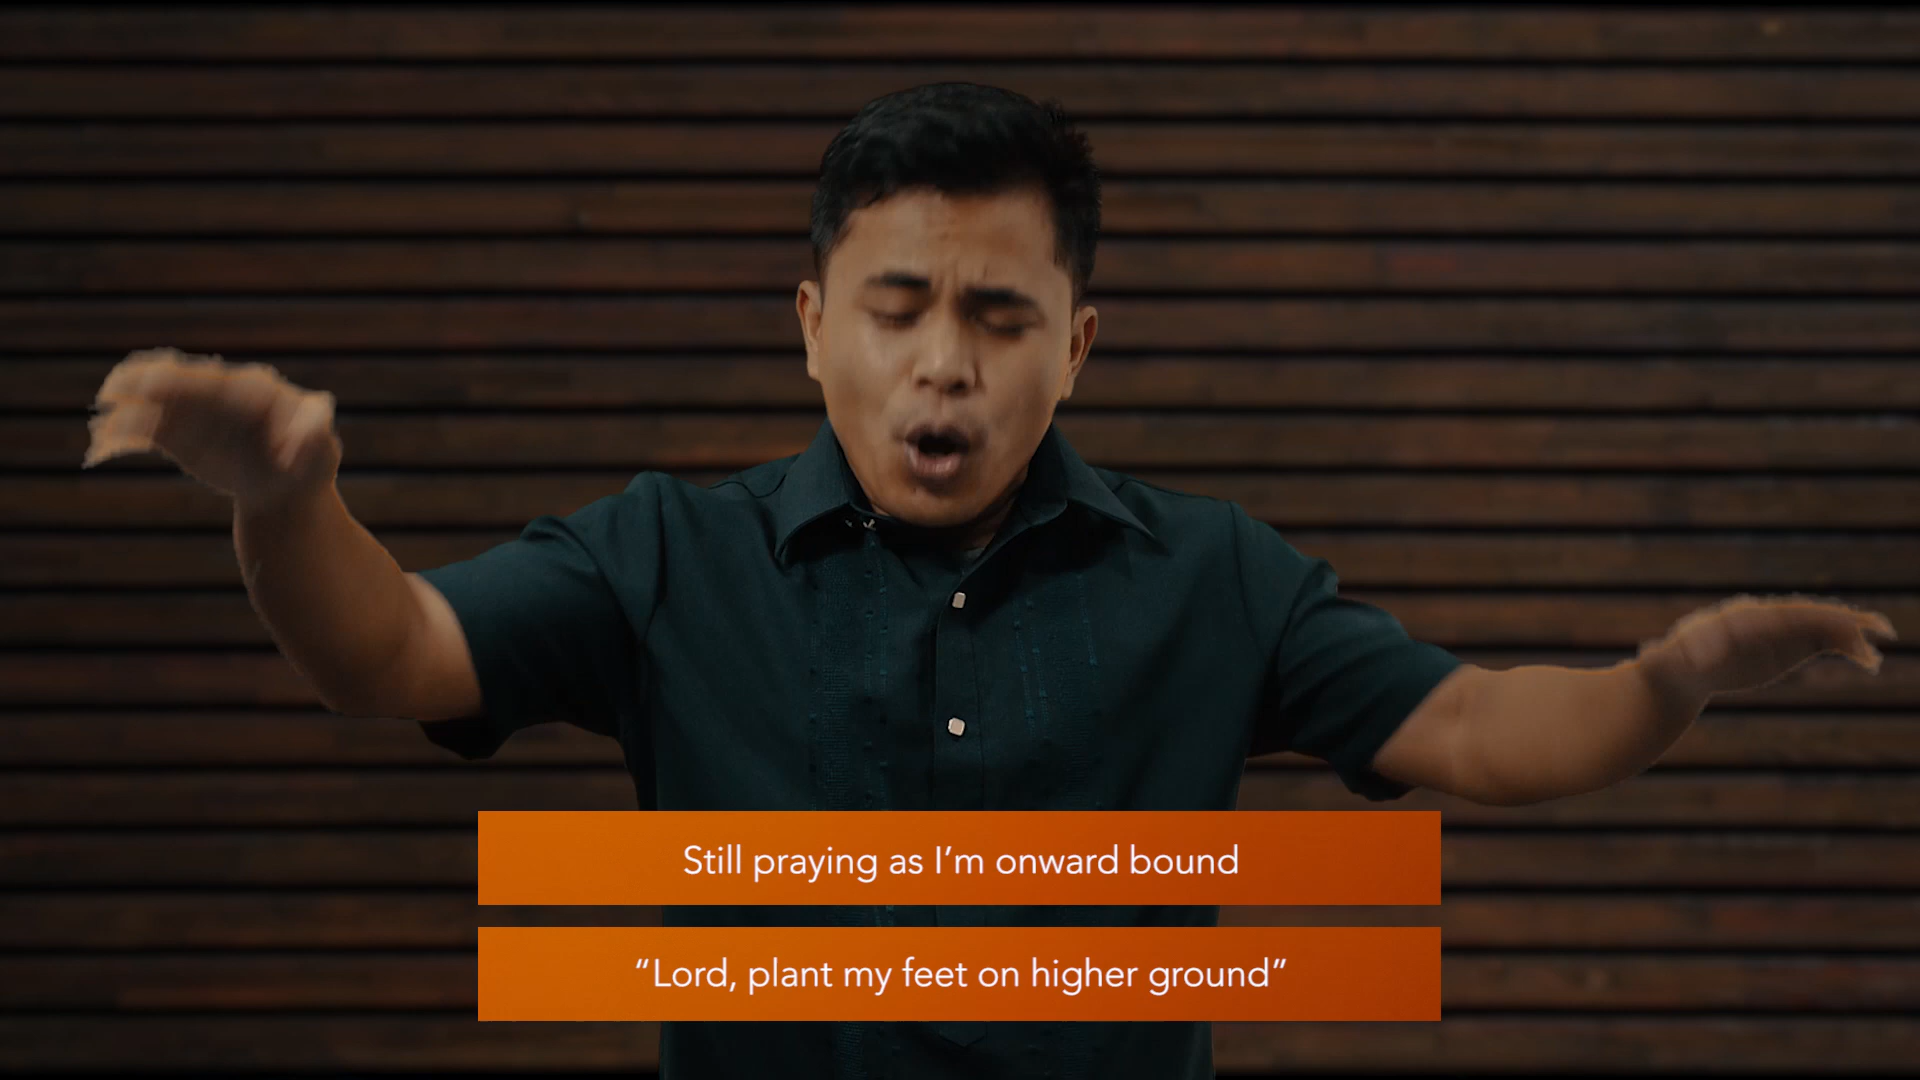 Still praying as I’m onward bound
“Lord, plant my feet on higher ground”